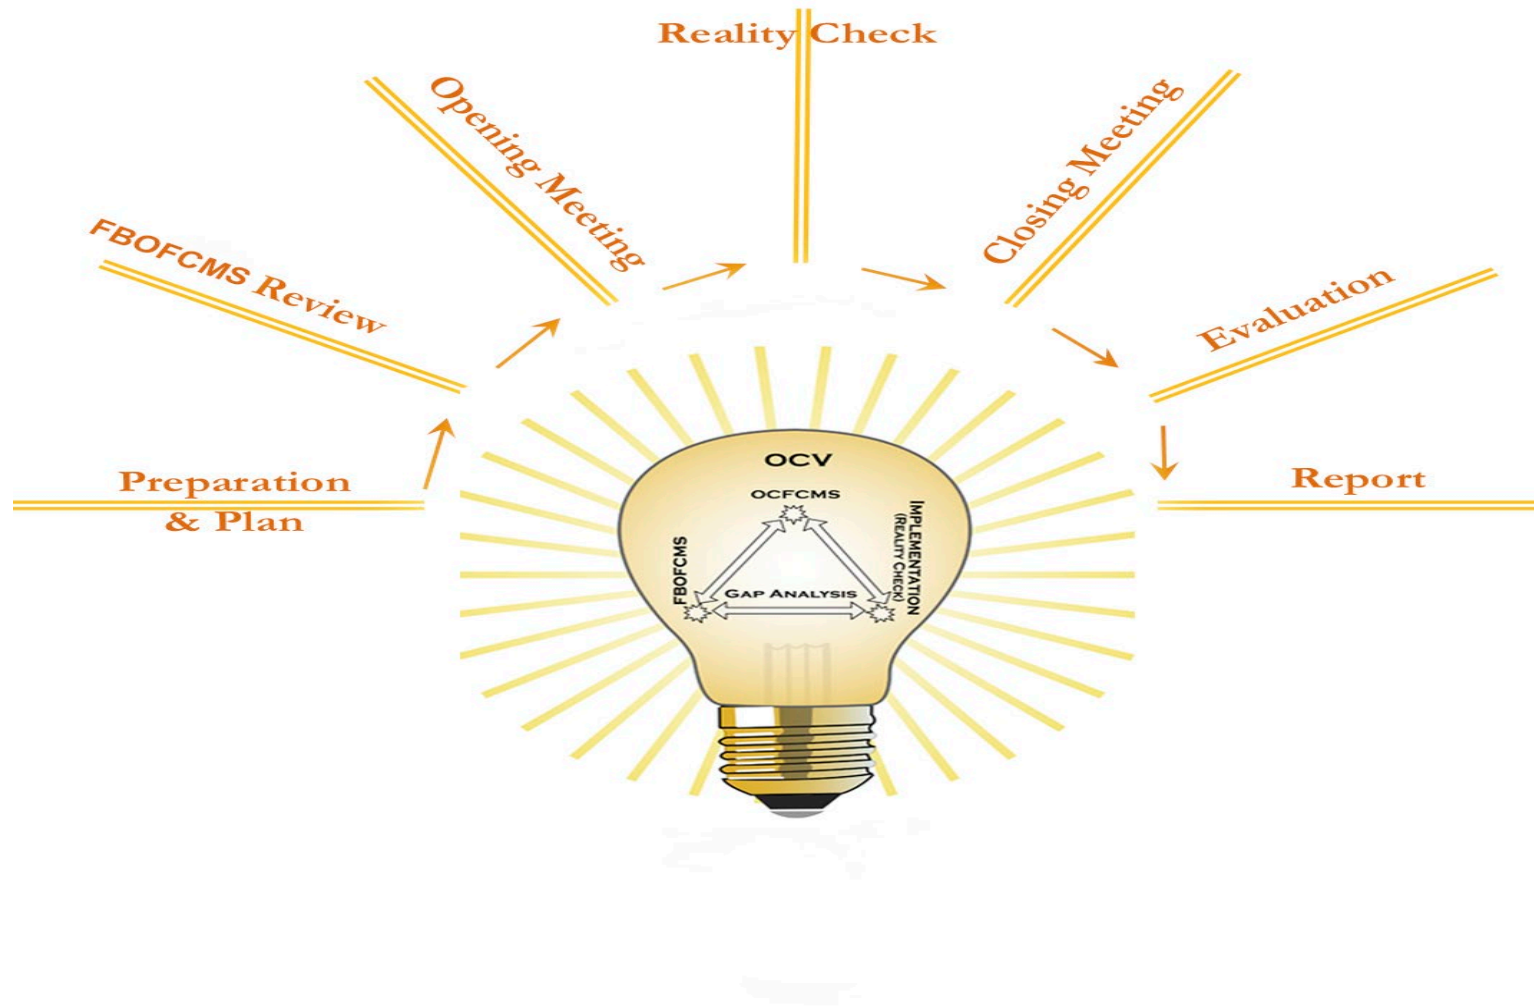 Preparation
& Plan
FBOFCMS Review
Opening Meeting
Reality Check
Closing Meeting
Evaluation
Report
OCV
OCFCMS
FBOFCMS
GAP ANALYSIS
IMPLEMENTATION
(REALITY CHECK)